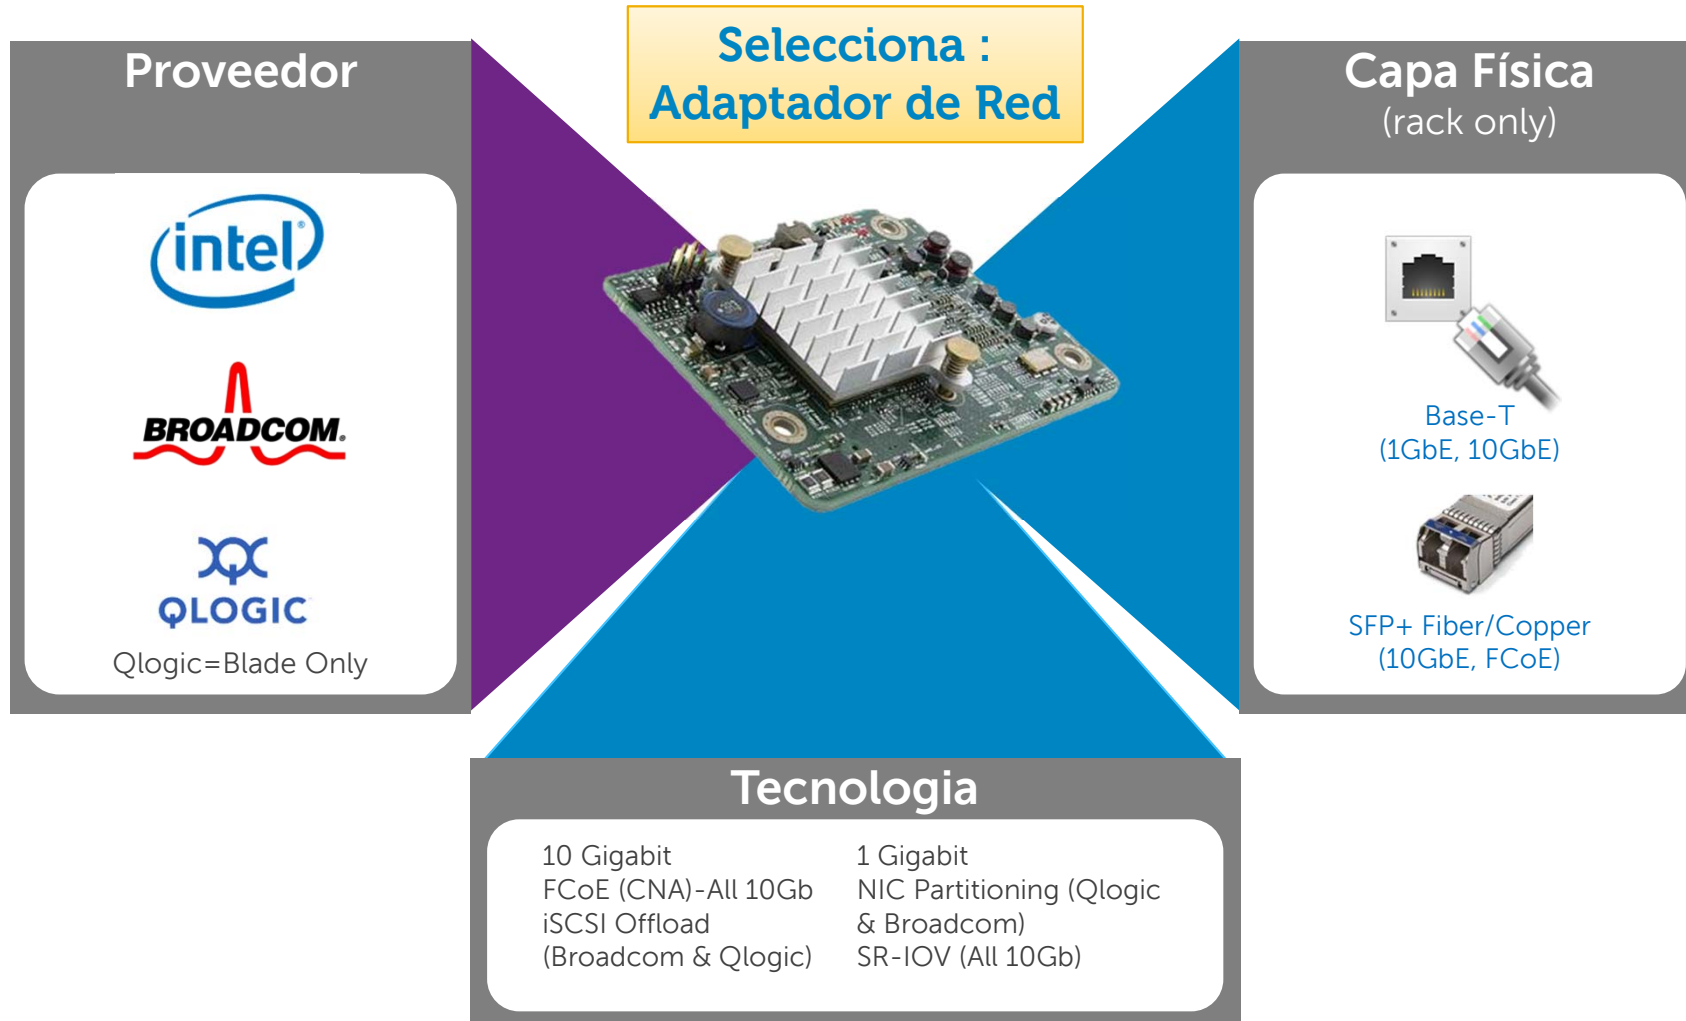 Selecciona :
Adaptador de Red
Proveedor
intel®
BROADCOM.
QLOGIC
Qlogic=Blade Only
Capa Física
(rack only)
Base-T
(1GbE, 10GbE)
SFP+ Fiber/Copper
(10GbE, FCoE)
Tecnologia
10 Gigabit
FCoE (CNA)-All 10Gb
iSCSI Offload
(Broadcom & Qlogic)
1 Gigabit
NIC Partitioning (Qlogic
& Broadcom)
SR-IOV (All 10Gb)